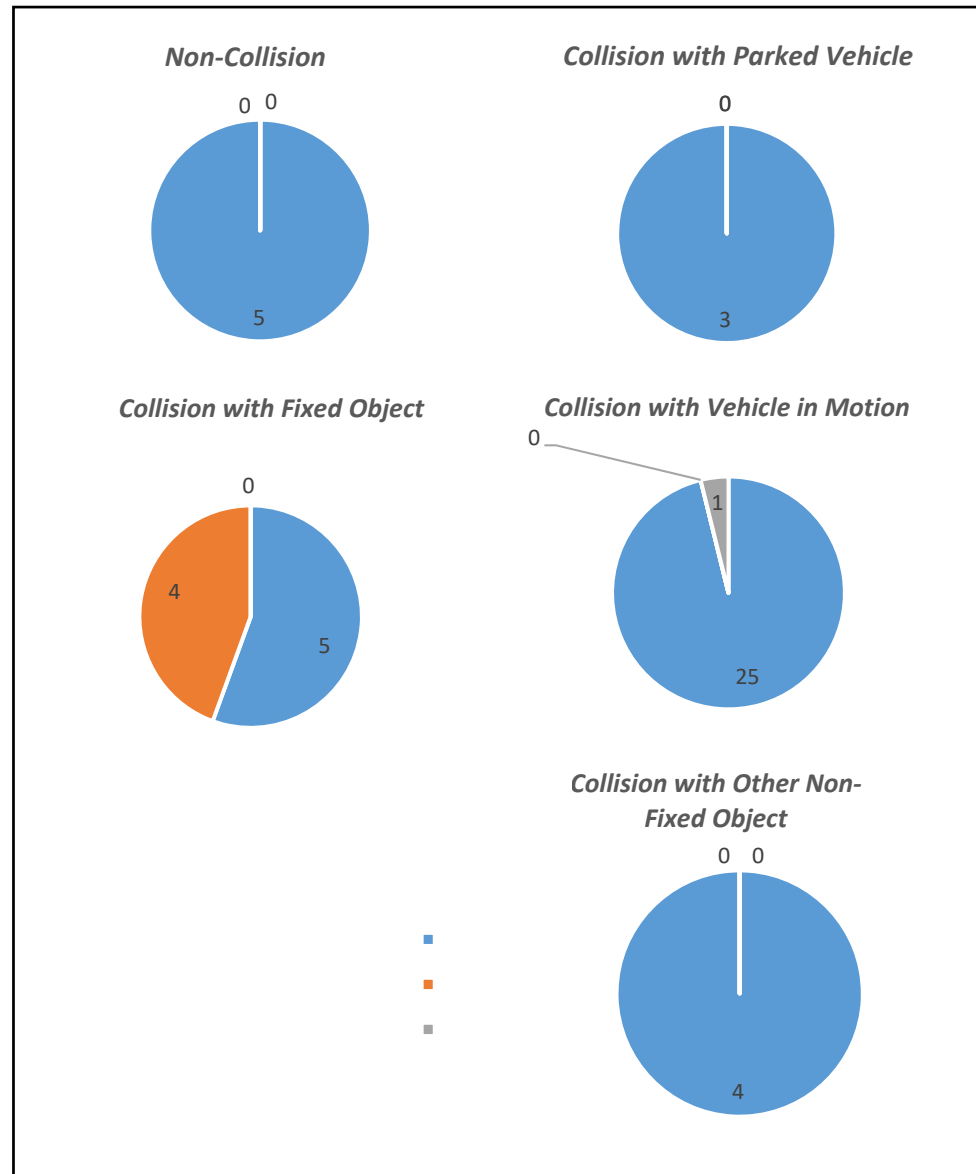 Non-Collision
0 0
5
Collision with Parked Vehicle
0
3
Collision with Fixed Object
0
4
5
Collision with Vehicle in Motion
0
1
25
Collision with Other Non-
Fixed Object
0 0
4